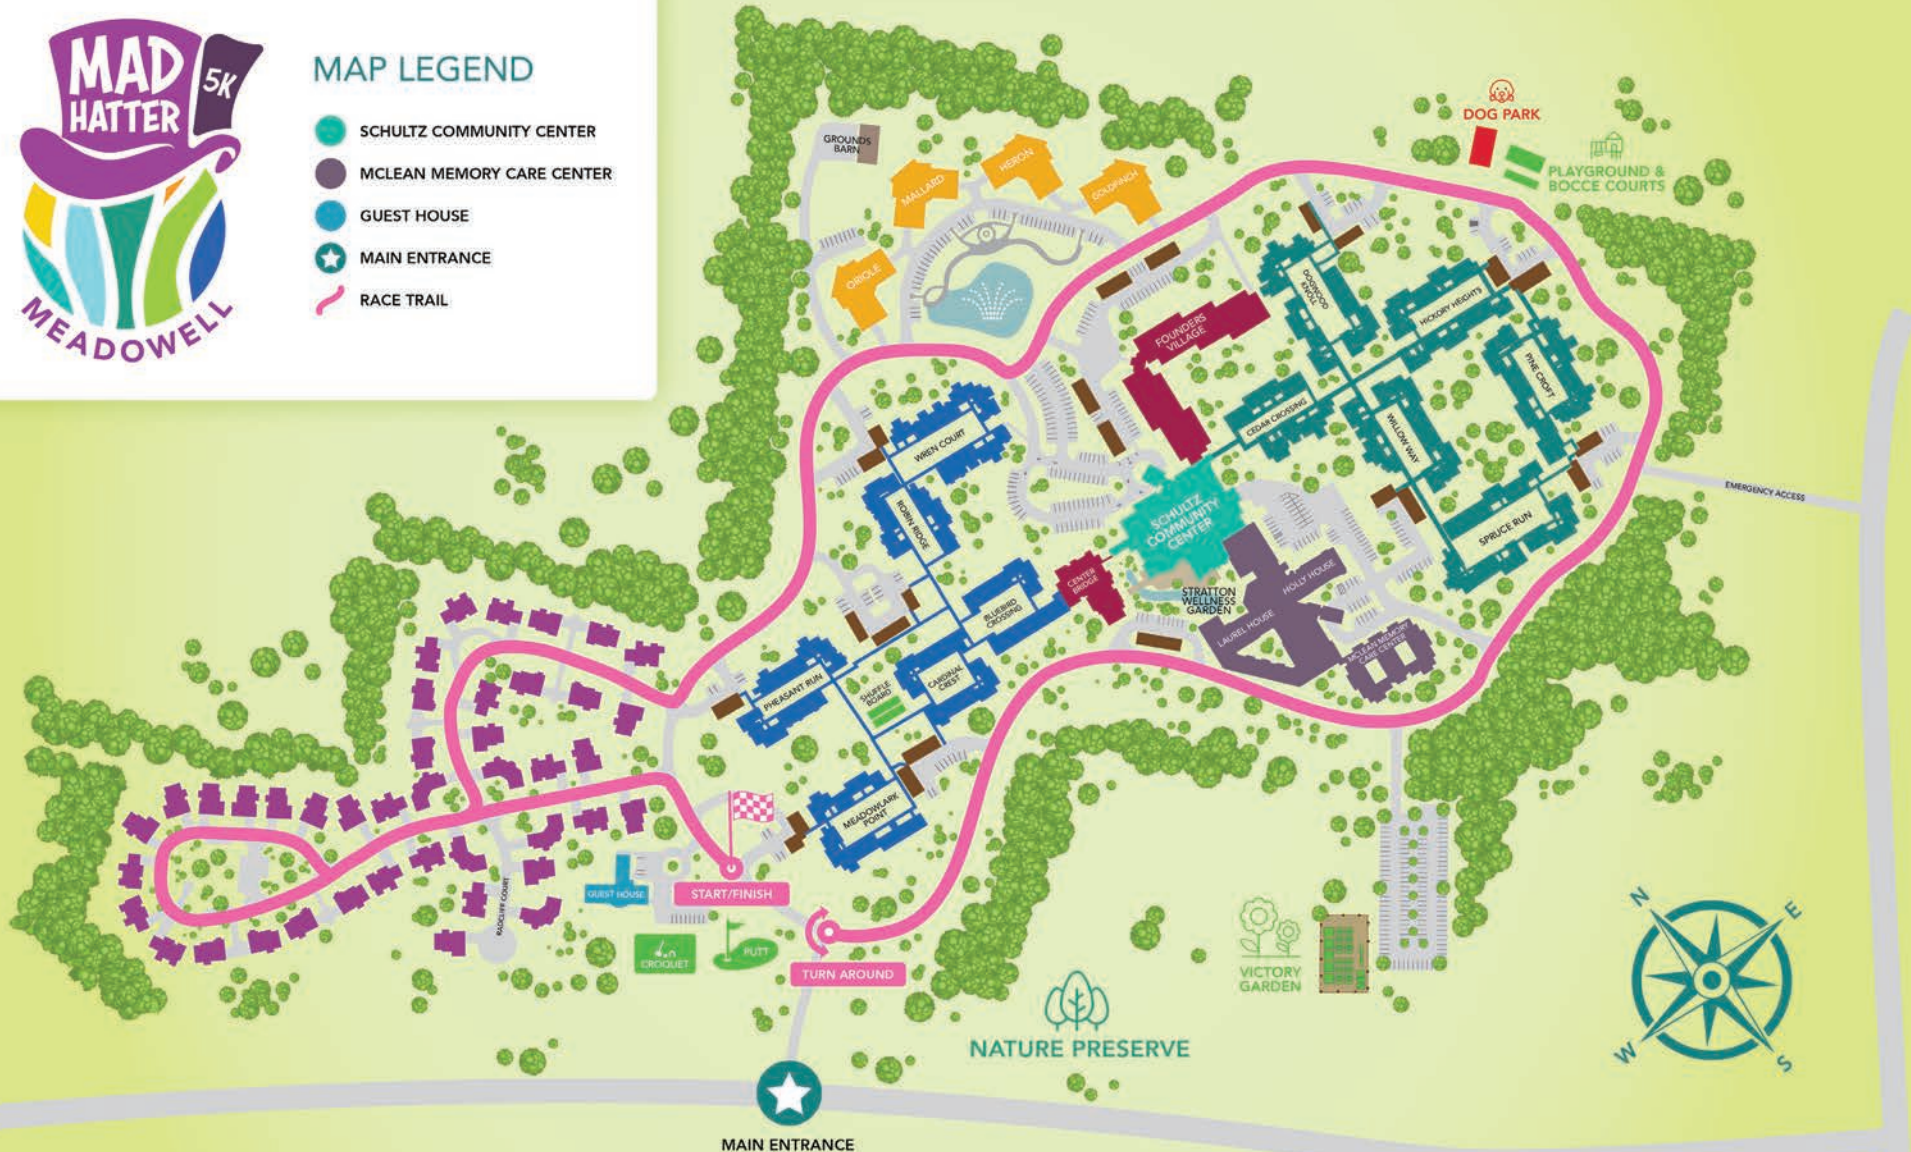 MAD
HATTER
5K
MEADOWELL
MAP LEGEND
SCHULTZ COMMUNITY CENTER
MCLEAN MEMORY CARE CENTER
GUEST HOUSE
MAIN ENTRANCE
RACE TRAIL
GROUNDS
BARN
MALLARD
HERON
GOLDFINCH
ORIOLE
DOG PARK
PLAYGROUND &
BOCCE COURTS
DOGWOOD
KNOLL
HICKORY HEIGHTS
FOUNDERS
VILLAGE
PINE CROFT
CEDAR CROSSING
WILLOW WAY
WREN COURT
EMERGENCY ACCESS
ROBIN RIDGE
SCHULTZ
COMMUNITY
CENTER
SPRUCE RUN
CENTER
BRIDGE
HOLLY HOUSE
STRATTON
WELLNESS
GARDEN
BLUEBIRD
CROSSING
LAUREL HOUSE
MCLEAN MEMORY
CARE CENTER
PHEASANT RUN
SHUFFLE
BOARD
CARDINAL
CREST
MEADOWLARK
POINT
GUEST HOUSE
START/FINISH
RADCLIFF COURT
CROQUET
PUTT
TURN AROUND
VICTORY
GARDEN
N
E
W
S
NATURE PRESERVE
MAIN ENTRANCE